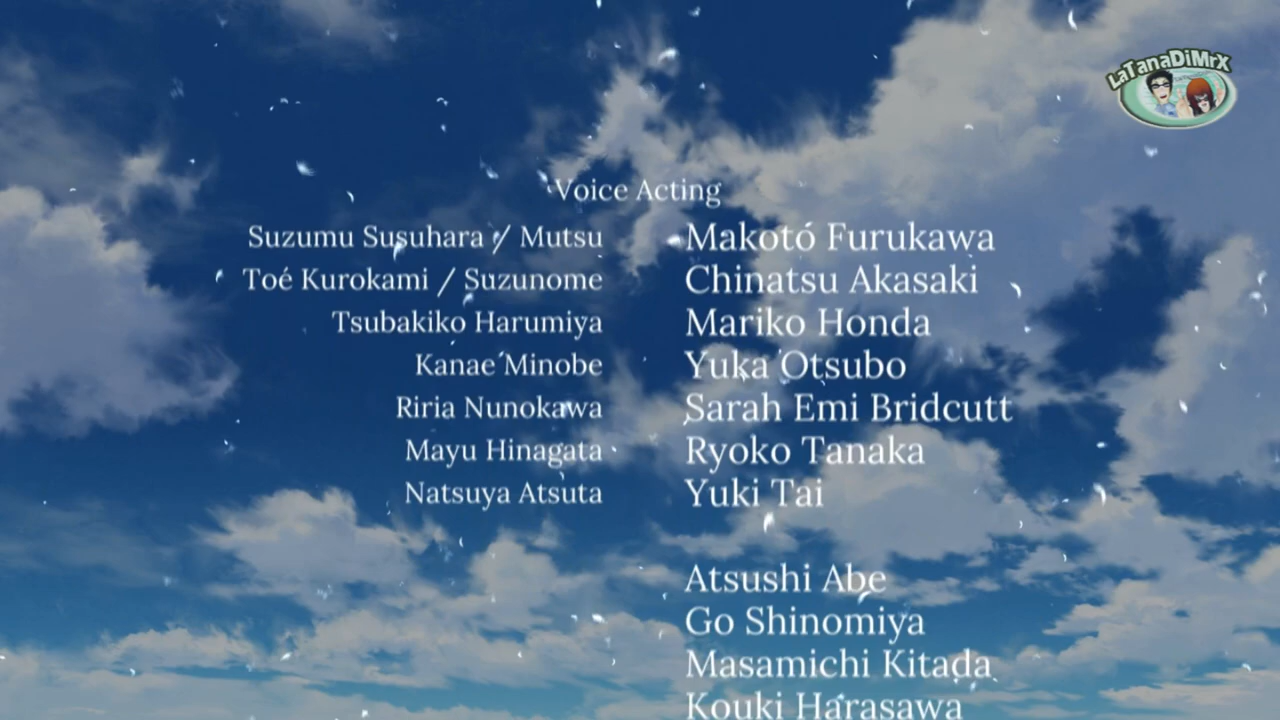 LaTanaDiMrX
Voice Acting
Suzumu Susuhara / Mutsu Makoto Furukawa
Toé Kurokami / Suzunome Chinatsu Akasaki
Tsubakiko Harumiya Mariko Honda
Kanae Minobe Yuka Otsubo
Riria Nunokawa Sarah Emi Bridcutt
Mayu Hinagata Ryoko Tanaka
Natsuya Atsuta Yuki Tai
Atsushi Abe
Go Shinomiya
Masamichi Kitada
Kouki Harasawa